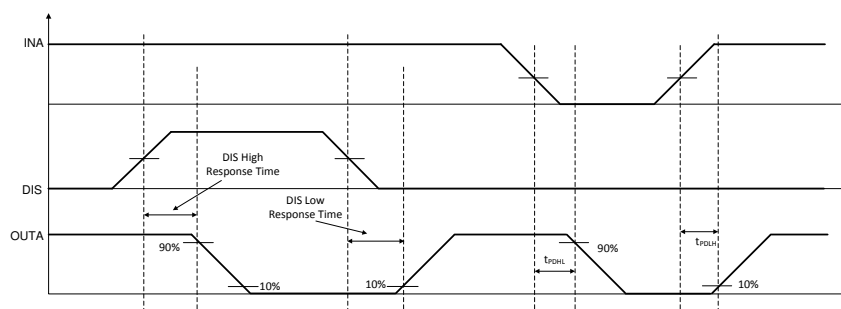 INA
DIS High
Response Time
DIS
DIS Low
Response Time
OUTA
90%
10%
10%
tPDHL
90%
tPDLH
10%